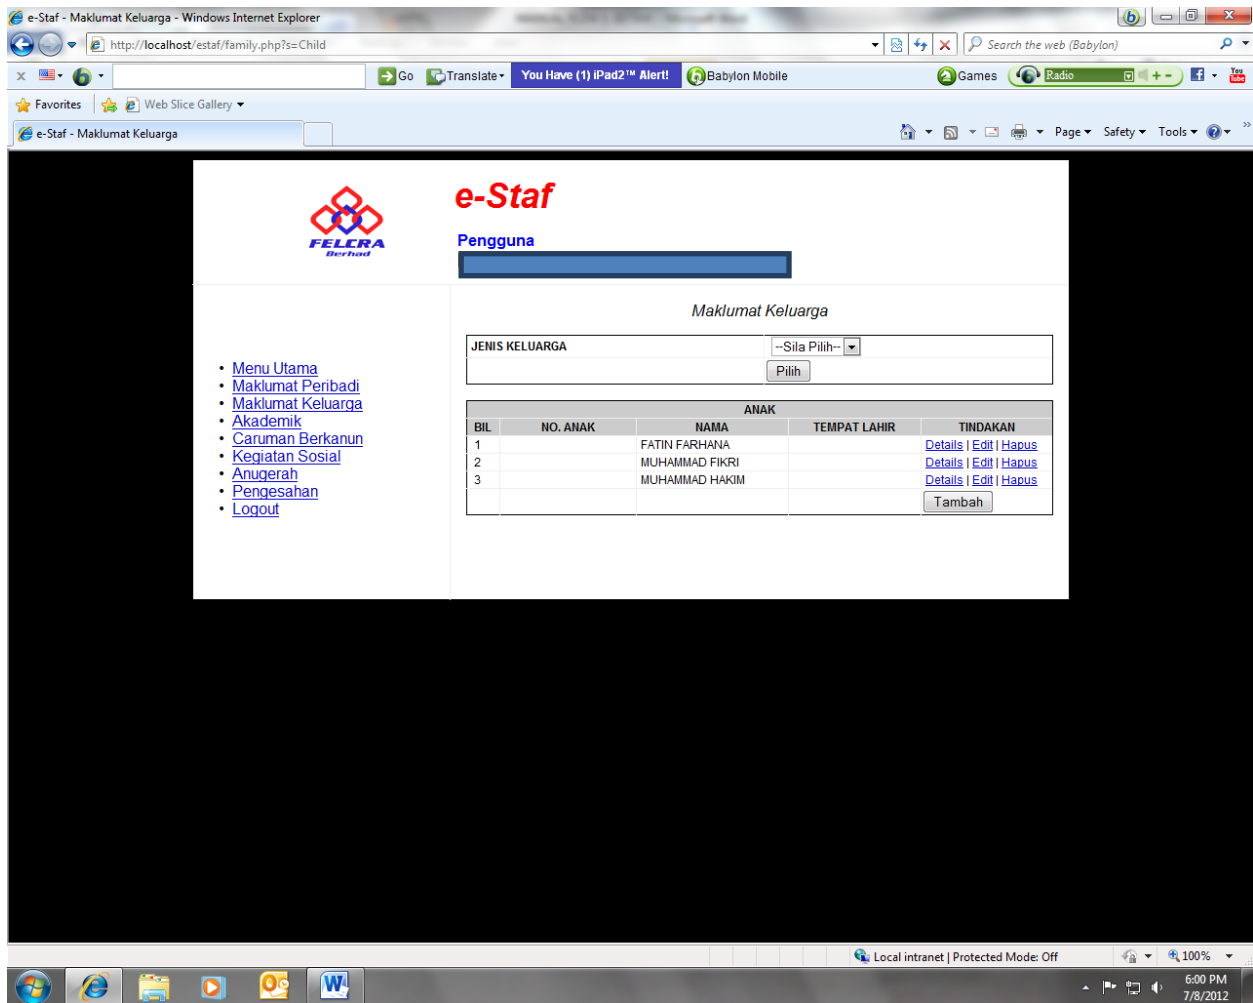 e-Staf - Maklumat Keluarga - Windows Internet Explorer
http://localhost/estaf/family.php?s=Child
Search the web (Babylon)
Go Translate You Have (1) iPad2™ Alert! Babylon Mobile Games Radio You Tube
Favorites Web Slice Gallery
e-Staf - Maklumat Keluarga Page Safety Tools
FELCRA
Berhad
e-Staf
Pengguna
• Menu Utama
• Maklumat Peribadi
• Maklumat Keluarga
• Akademik
• Caruman Berkanun
• Kegiatan Sosial
• Anugerah
• Pengesahan
• Logout
Maklumat Keluarga
JENIS KELUARGA --Sila Pilih--
Pilih
ANAK
BIL NO. ANAK NAMA TEMPAT LAHIR TINDAKAN
1 FATIN FARHANA Details | Edit | Hapus
2 MUHAMMAD FIKRI Details | Edit | Hapus
3 MUHAMMAD HAKIM Details | Edit | Hapus
Tambah
Local intranet | Protected Mode: Off 100%
6:00 PM
7/8/2012